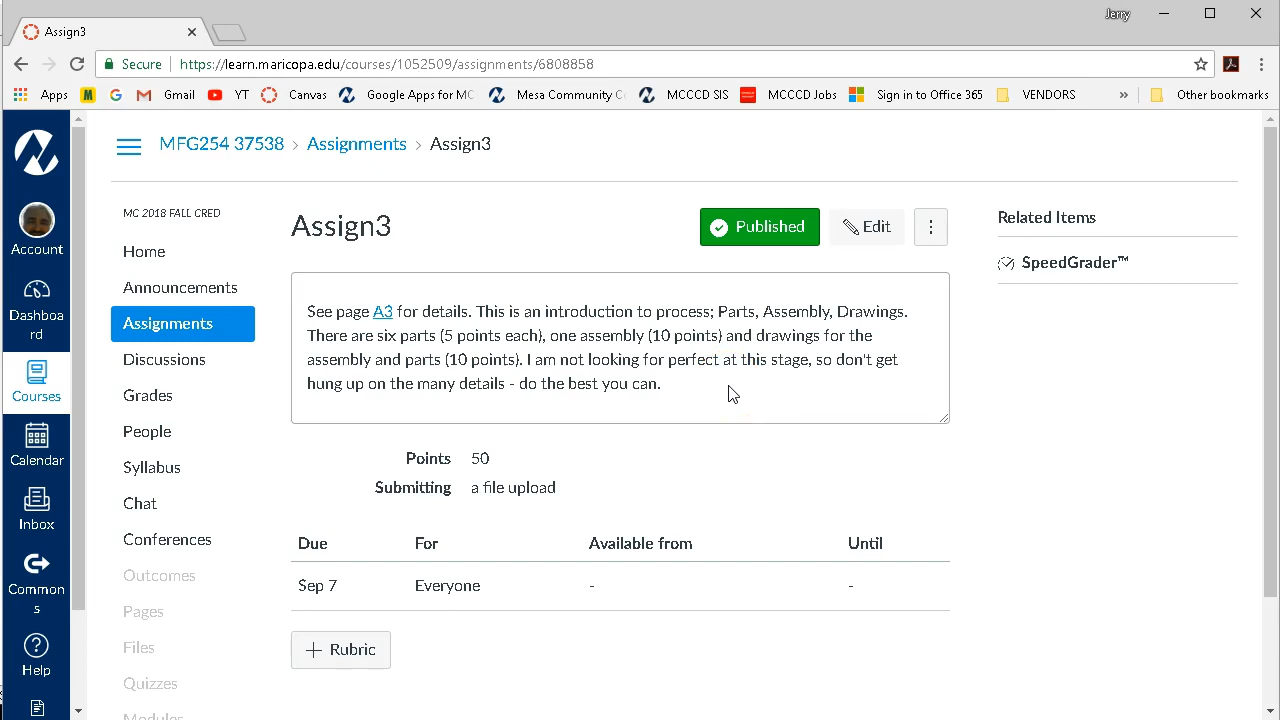 Assign3
Jerry
Secure
https://learn.maricopa.edu/courses/1052509/assignments/6808858
Apps
M
G
Gmail
YT
Canvas
Google Apps for MC
Mesa Community C
MCCCD SIS
MCCCD Jobs
Sign in to Office 365
VENDORS
»
er bookmarks
MFG254 37538 > Assignments > Assign3
Account
Dashboa
rd
Courses
Calendar
Inbox
Common
s
Help
MC 2018 FALL CRED
Home
Announcements
Assignments
Discussions
Grades
People
Syllabus
Chat
Conferences
Outcomes
Pages
Files
Quizzes
Modules
Assign3
Published
Edit
See page A3 for details. This is an introduction to process; Parts, Assembly, Drawings.
There are six parts (5 points each), one assembly (10 points) and drawings for the
assembly and parts (10 points). I am not looking for perfect at this stage, so don't get
hung up on the many details - do the best you can.
Points 50
Submitting a file upload
Due For Available from Until
Sep 7 Everyone - -
+ Rubric
Related Items
SpeedGrader™